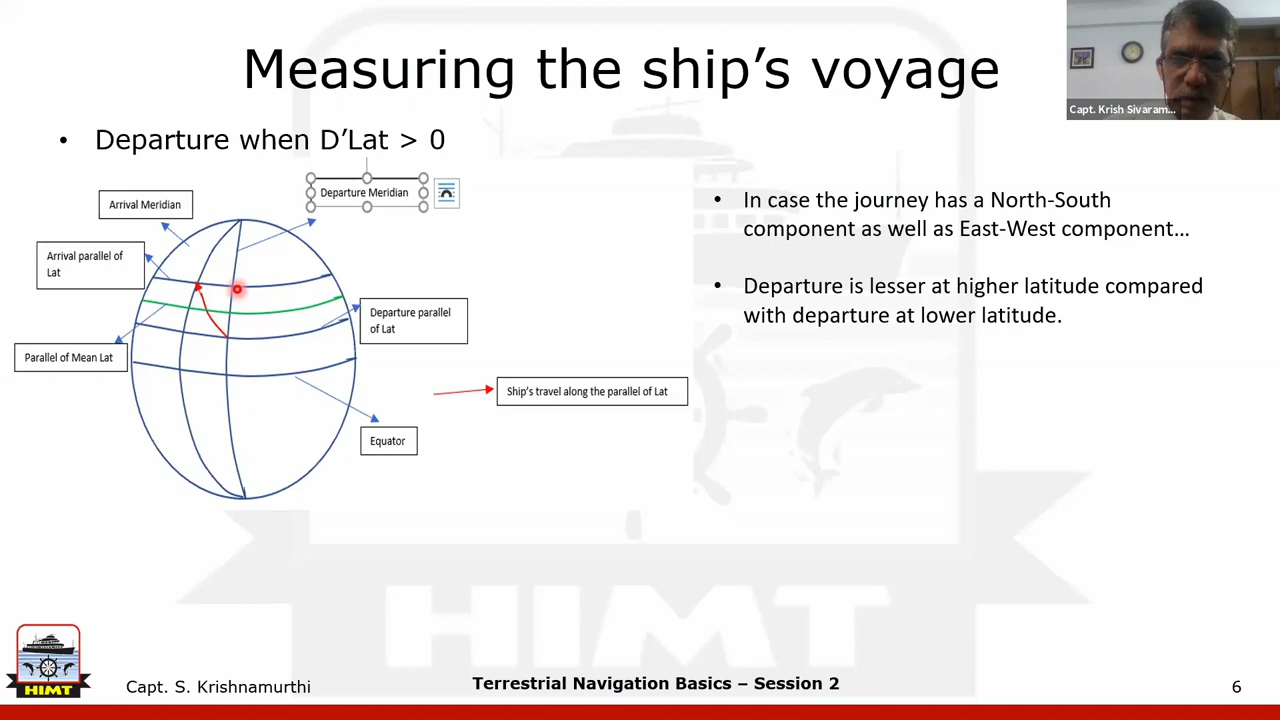 Measuring the ship’s voyage
Capt. Krish Sivaram...
• Departure when D’Lat > 0
Departure Meridian
Arrival Meridian
Arrival parallel of
Lat
Departure parallel
of Lat
Parallel of Mean Lat
Ship’s travel along the parallel of Lat
Equator
• In case the journey has a North-South
component as well as East-West component…
• Departure is lesser at higher latitude compared
with departure at lower latitude.
HIMT
HIMT
Capt. S. Krishnamurthi
Terrestrial Navigation Basics – Session 2
6